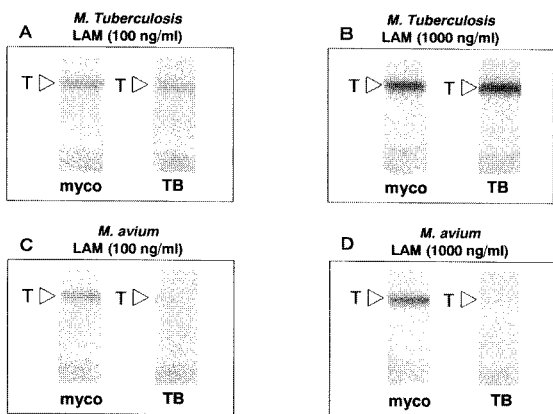 A
M. Tuberculosis
LAM (100 ng/ml)
T
T
myco
TB
B
M. Tuberculosis
LAM (1000 ng/ml)
T
T
myco
TB
C
M. avium
LAM (100 ng/ml)
T
T
myco
TB
D
M. avium
LAM (1000 ng/ml)
T
T
myco
TB